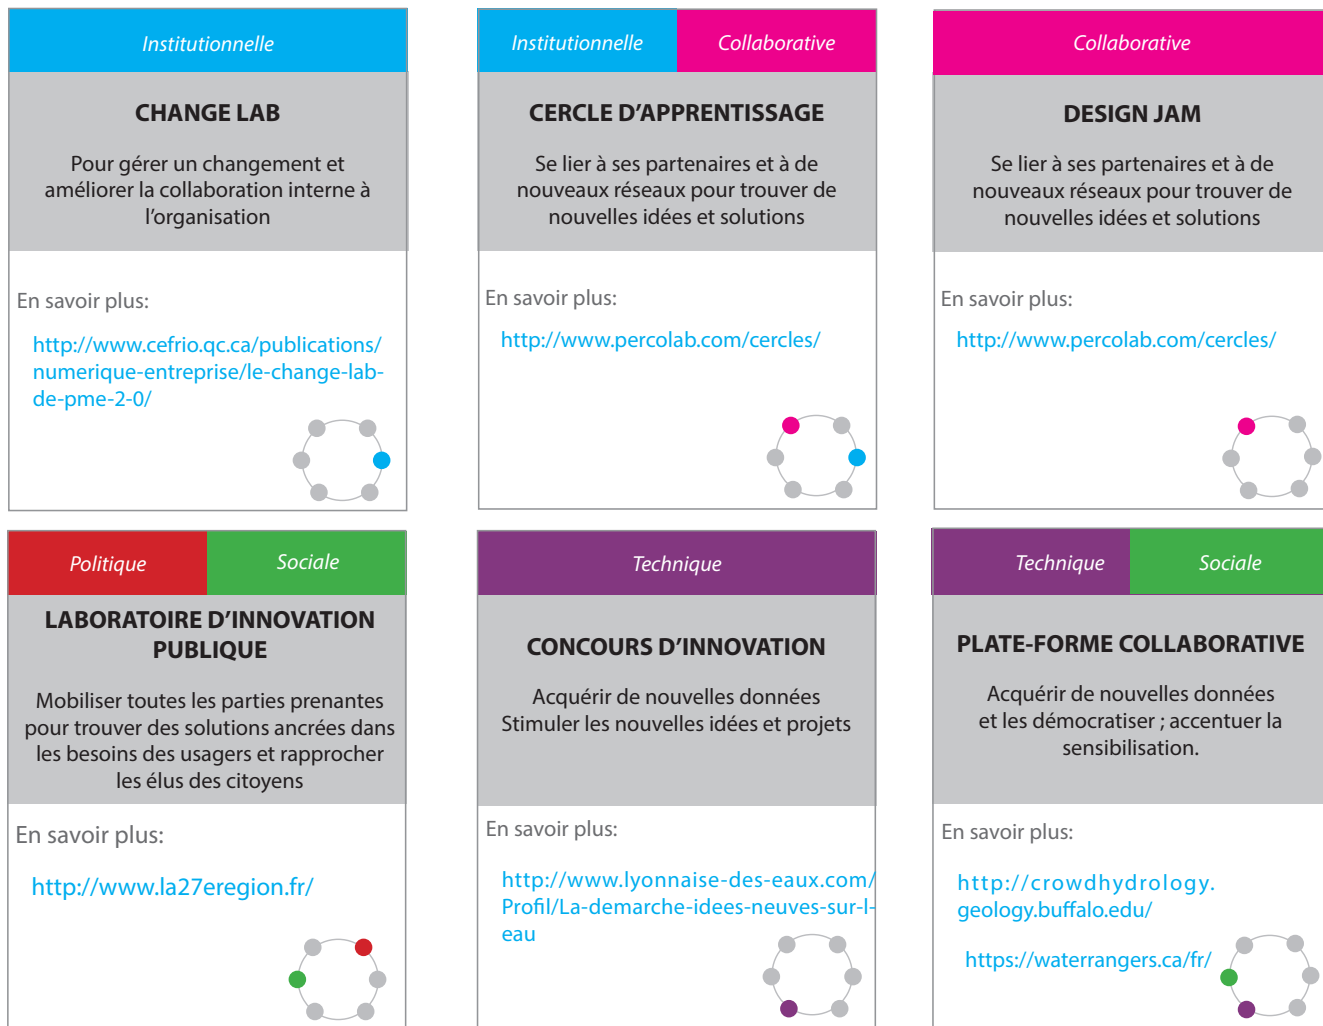 Institutionnelle
CHANGE LAB
Pour gérer un changement et
améliorer la collaboration interne à
l’organisation
En savoir plus:
http://www.cefrio.qc.ca/publications/
numerique-entreprise/le-change-lab-
de-pme-2-0/
Institutionnelle
Collaborative
CERCLE D’APPRENTISSAGE
Se lier à ses partenaires et à de
nouveaux réseaux pour trouver de
nouvelles idées et solutions
En savoir plus:
http://www.percolab.com/cercles/
Collaborative
DESIGN JAM
Se lier à ses partenaires et à de
nouveaux réseaux pour trouver de
nouvelles idées et solutions
En savoir plus:
http://www.percolab.com/cercles/
Politique
Sociale
LABORATOIRE D’INNOVATION
PUBLIQUE
Mobiliser toutes les parties prenantes
pour trouver des solutions ancrées dans
les besoins des usagers et rapprocher
les élus des citoyens
En savoir plus:
http://www.la27eregion.fr/
Technique
CONCOURS D’INNOVATION
Acquérir de nouvelles données
Stimuler les nouvelles idées et projets
En savoir plus:
http://www.lyonnaise-des-eaux.com/
Profil/La-demarche-idees-neuves-sur-l-
eau
Technique
Sociale
PLATE-FORME COLLABORATIVE
Acquérir de nouvelles données
et les démocratiser ; accentuer la
sensibilisation.
En savoir plus:
http://crowdhydrology.
geology.buffalo.edu/
https://waterrangers.ca/fr/